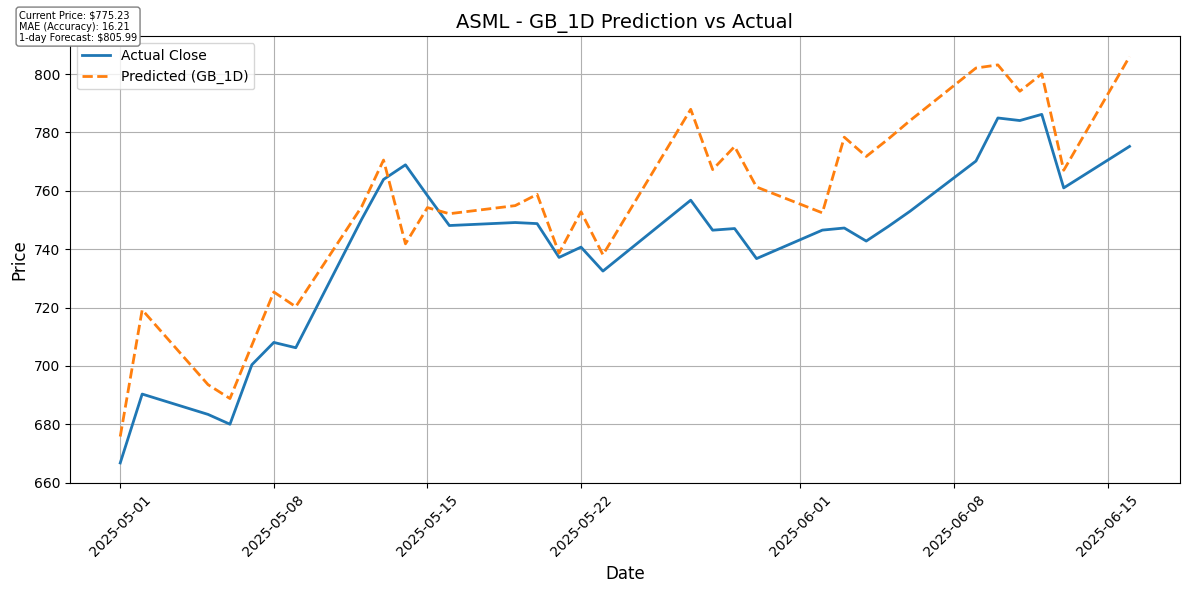 Current Price: $775.23
MAE (Accuracy): 16.21
1-day Forecast: $805.99
ASML - GB_1D Prediction vs Actual
Actual Close
Predicted (GB_1D)
Price
800
780
760
740
720
700
680
660
2025-05-01
2025-05-08
2025-05-15
2025-05-22
2025-06-01
2025-06-08
2025-06-15
Date